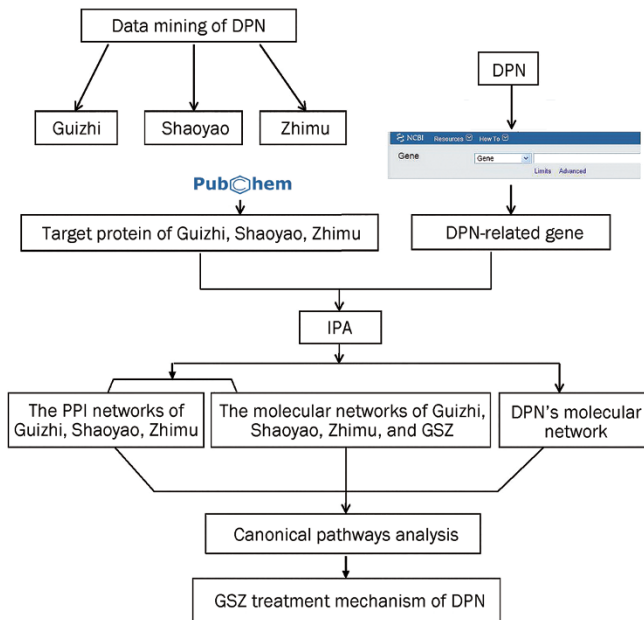 Data mining of DPN
DPN
Guizhi
Shaoyao
Zhimu
NCBI Resources How To
Gene
Gene
Limits Advanced
PubChem
Target protein of Guizhi, Shaoyao, Zhimu
DPN-related gene
IPA
The PPI networks of
Guizhi, Shaoyao, Zhimu
The molecular networks of Guizhi,
Shaoyao, Zhimu, and GSZ
DPN's molecular
network
Canonical pathways analysis
GSZ treatment mechanism of DPN